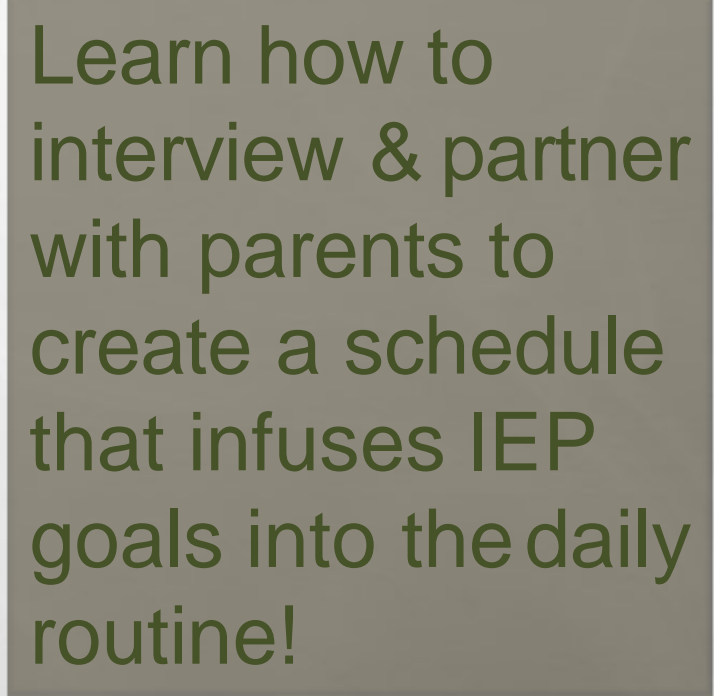 Learn how to
interview & partner
with parents to
create a schedule
that infuses IEP
goals into the daily
routine!